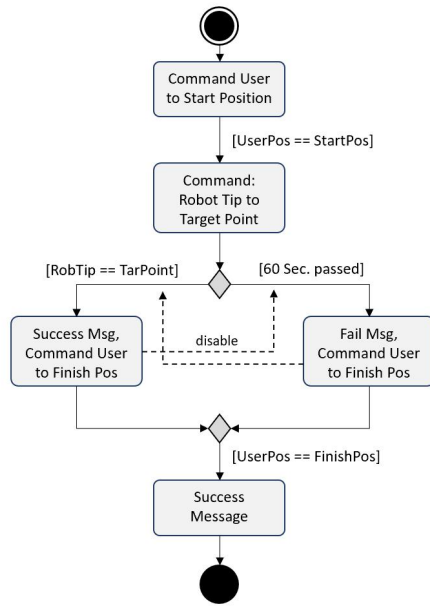 Command User
to Start Position
[UserPos == StartPos]
Command:
Robot Tip to
Target Point
[RobTip == TarPoint]
[60 Sec. passed]
Success Msg,
Command User
to Finish Pos
disable
Fail Msg,
Command User
to Finish Pos
[UserPos == FinishPos]
Success
Message